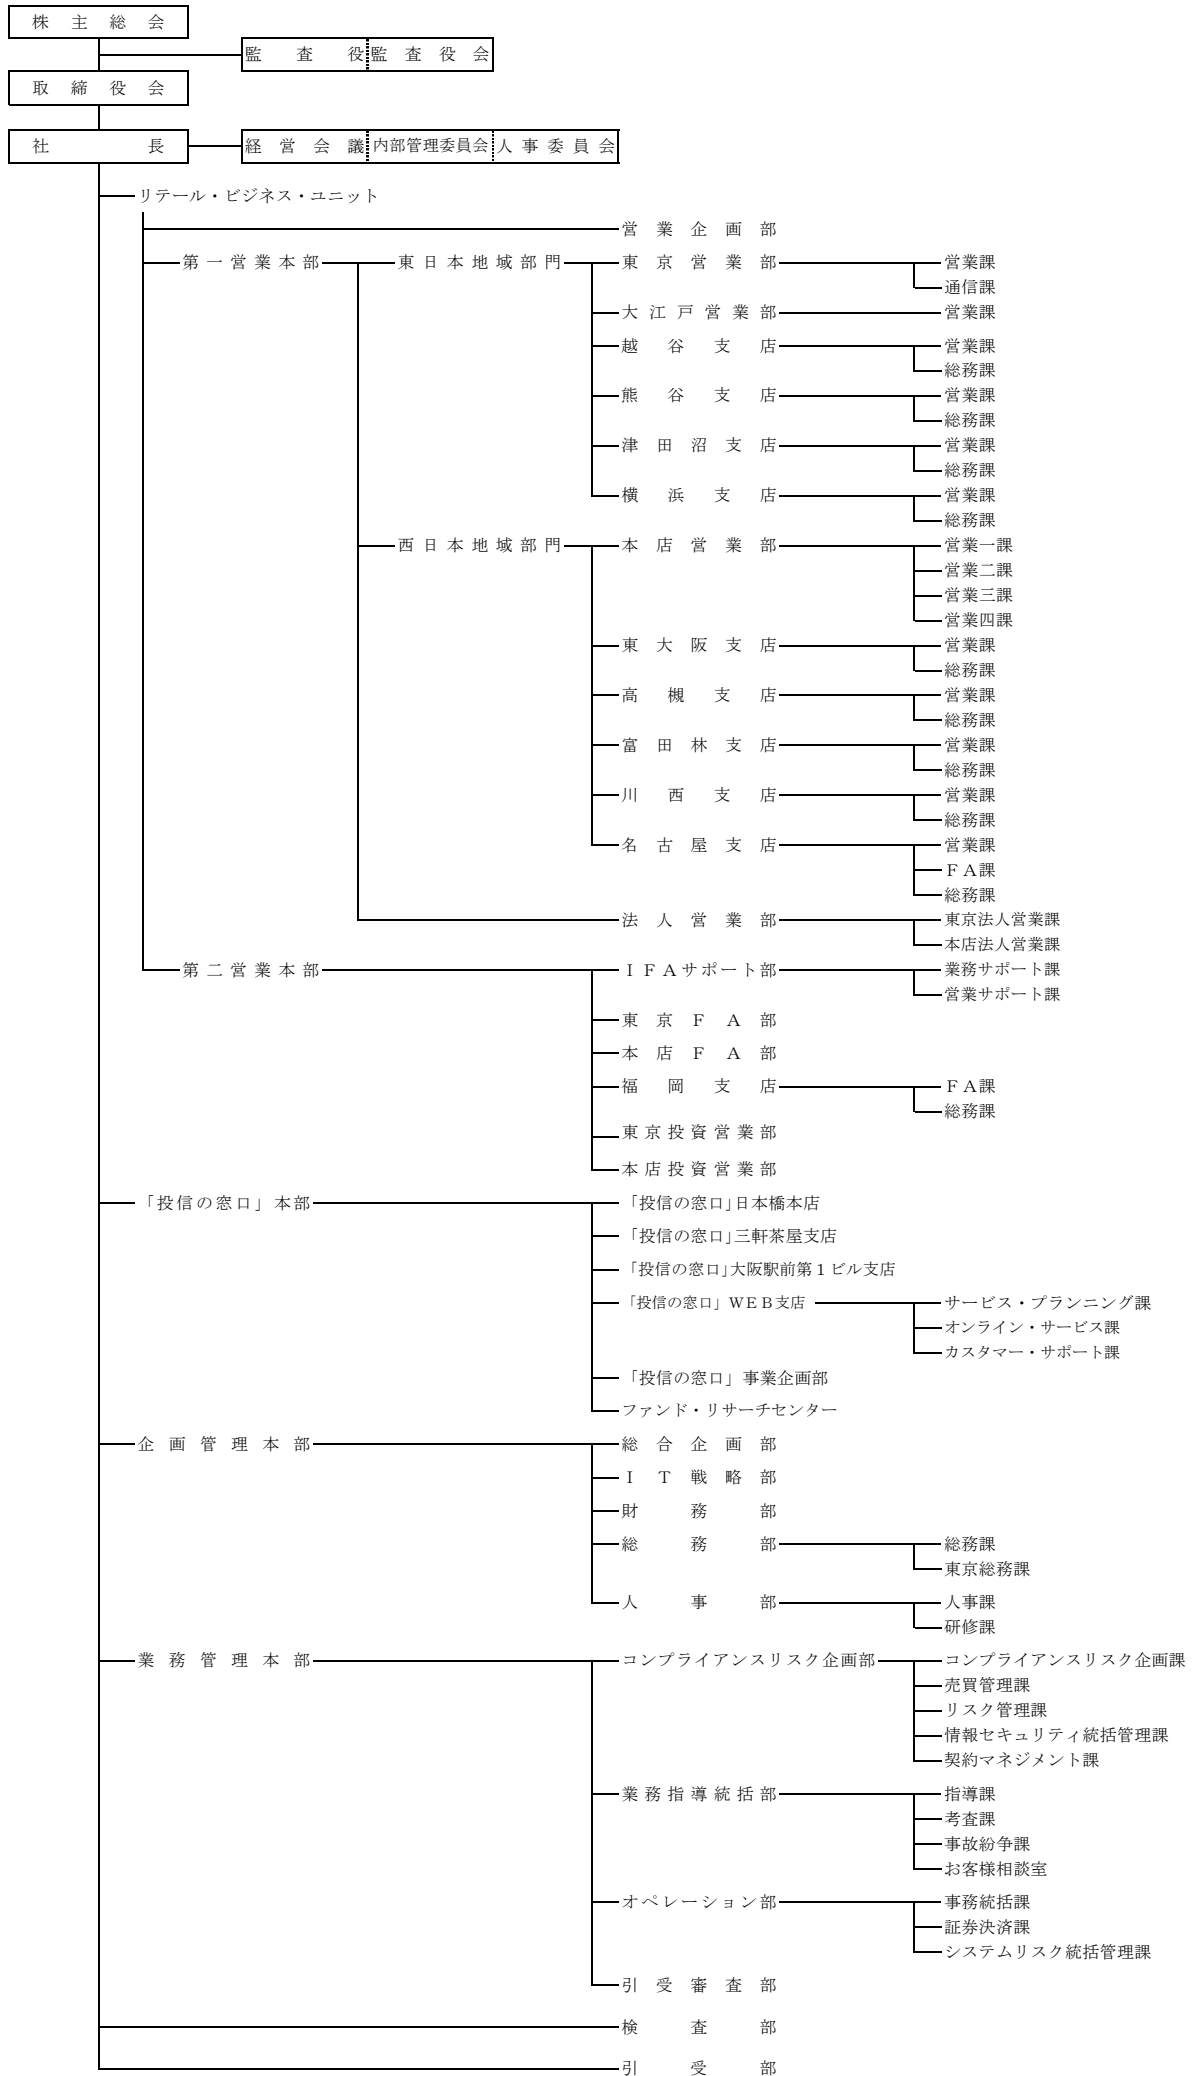 株主総会
監査役 監査役会
取締役会
社長 経営会議 内部管理委員会 人事委員会
リテール・ビジネス・ユニット
営業企画部
第一営業本部 東日本地域部門 東京営業部 営業課
通信課
大江戸営業部 営業課
越谷支店 営業課
総務課
熊谷支店 営業課
総務課
津田沼支店 営業課
総務課
横浜支店 営業課
総務課
西日本地域部門 本店営業部 営業一課
営業二課
営業三課
営業四課
東大阪支店 営業課
総務課
高槻支店 営業課
総務課
富田林支店 営業課
総務課
川西支店 営業課
総務課
名古屋支店 営業課
ＦＡ課
総務課
法人営業部 東京法人営業課
本店法人営業課
第二営業本部 ＩＦＡサポート部 業務サポート課
営業サポート課
東京ＦＡ部
本店ＦＡ部
福岡支店 ＦＡ課
総務課
東京投資営業部
本店投資営業部
「投信の窓口」本部 「投信の窓口」日本橋本店
「投信の窓口」三軒茶屋支店
「投信の窓口」大阪駅前第１ビル支店
「投信の窓口」ＷＥＢ支店 サービス・プランニング課
オンライン・サービス課
カスタマー・サポート課
「投信の窓口」事業企画部
ファンド・リサーチセンター
企画管理本部 総合企画部
ＩＴ戦略部
財務部
総務部 総務課
東京総務課
人事部 人事課
研修課
業務管理本部 コンプライアンスリスク企画部 コンプライアンスリスク企画課
売買管理課
リスク管理課
情報セキュリティ統括管理課
契約マネジメント課
業務指導統括部 指導課
考査課
事故紛争課
お客様相談室
オペレーション部 事務統括課
証券決済課
システムリスク統括管理課
引受審査部
検査部
引受部